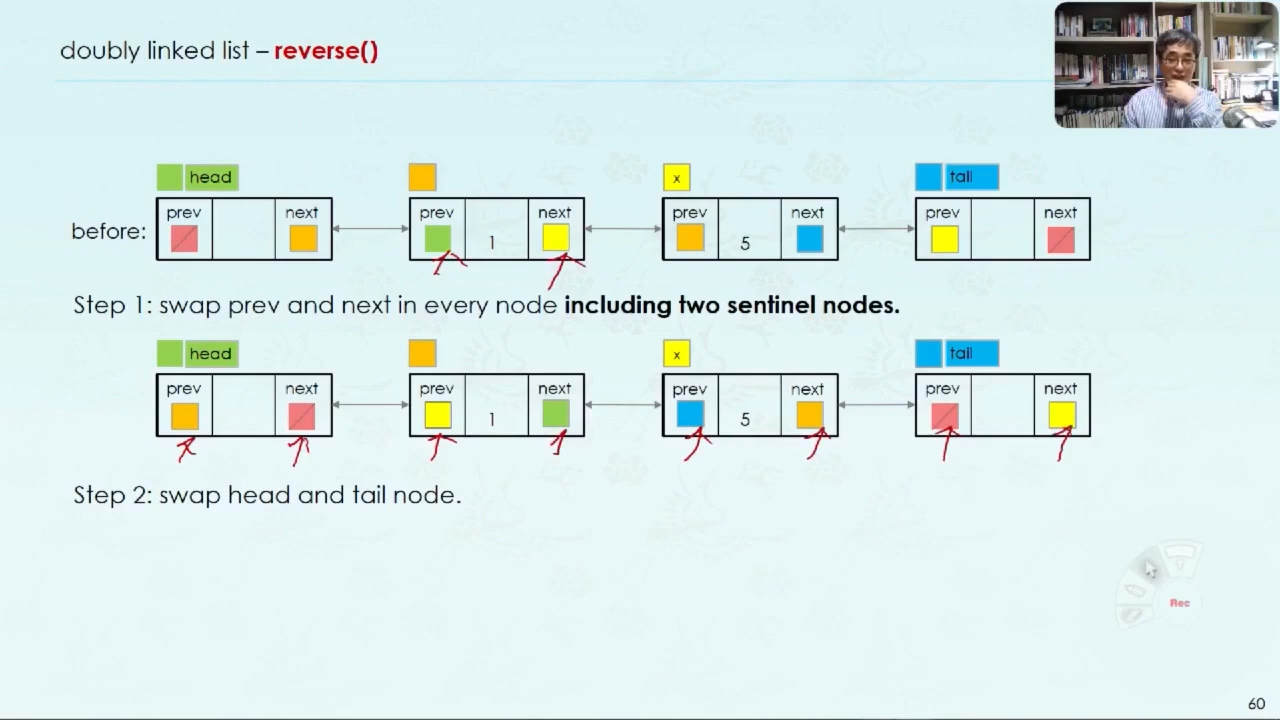 doubly linked list – reverse()
head x tail
prev next prev next prev next prev next
before: 1 5
Step 1: swap prev and next in every node including two sentinel nodes.
head x tail
prev next prev next prev next prev next
1 5
Step 2: swap head and tail node.
Rec
60